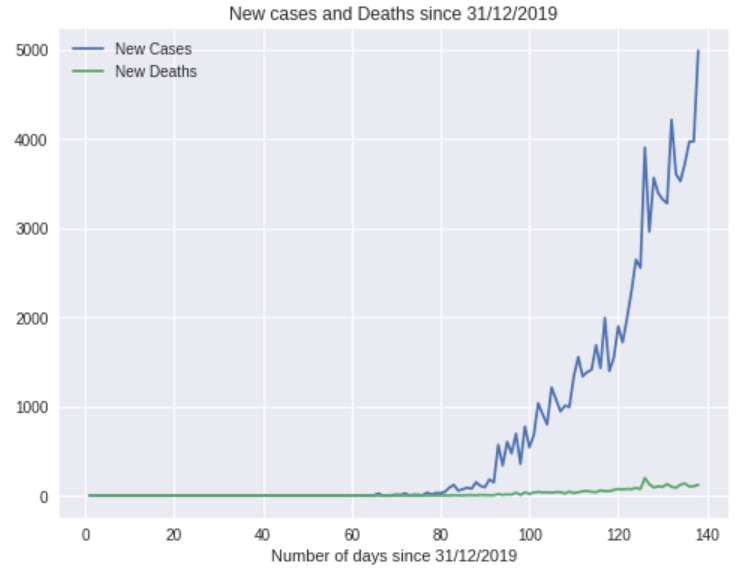 New cases and Deaths since 31/12/2019
New Cases
New Deaths
5000
4000
3000
2000
1000
0
0 20 40 60 80 100 120 140
Number of days since 31/12/2019